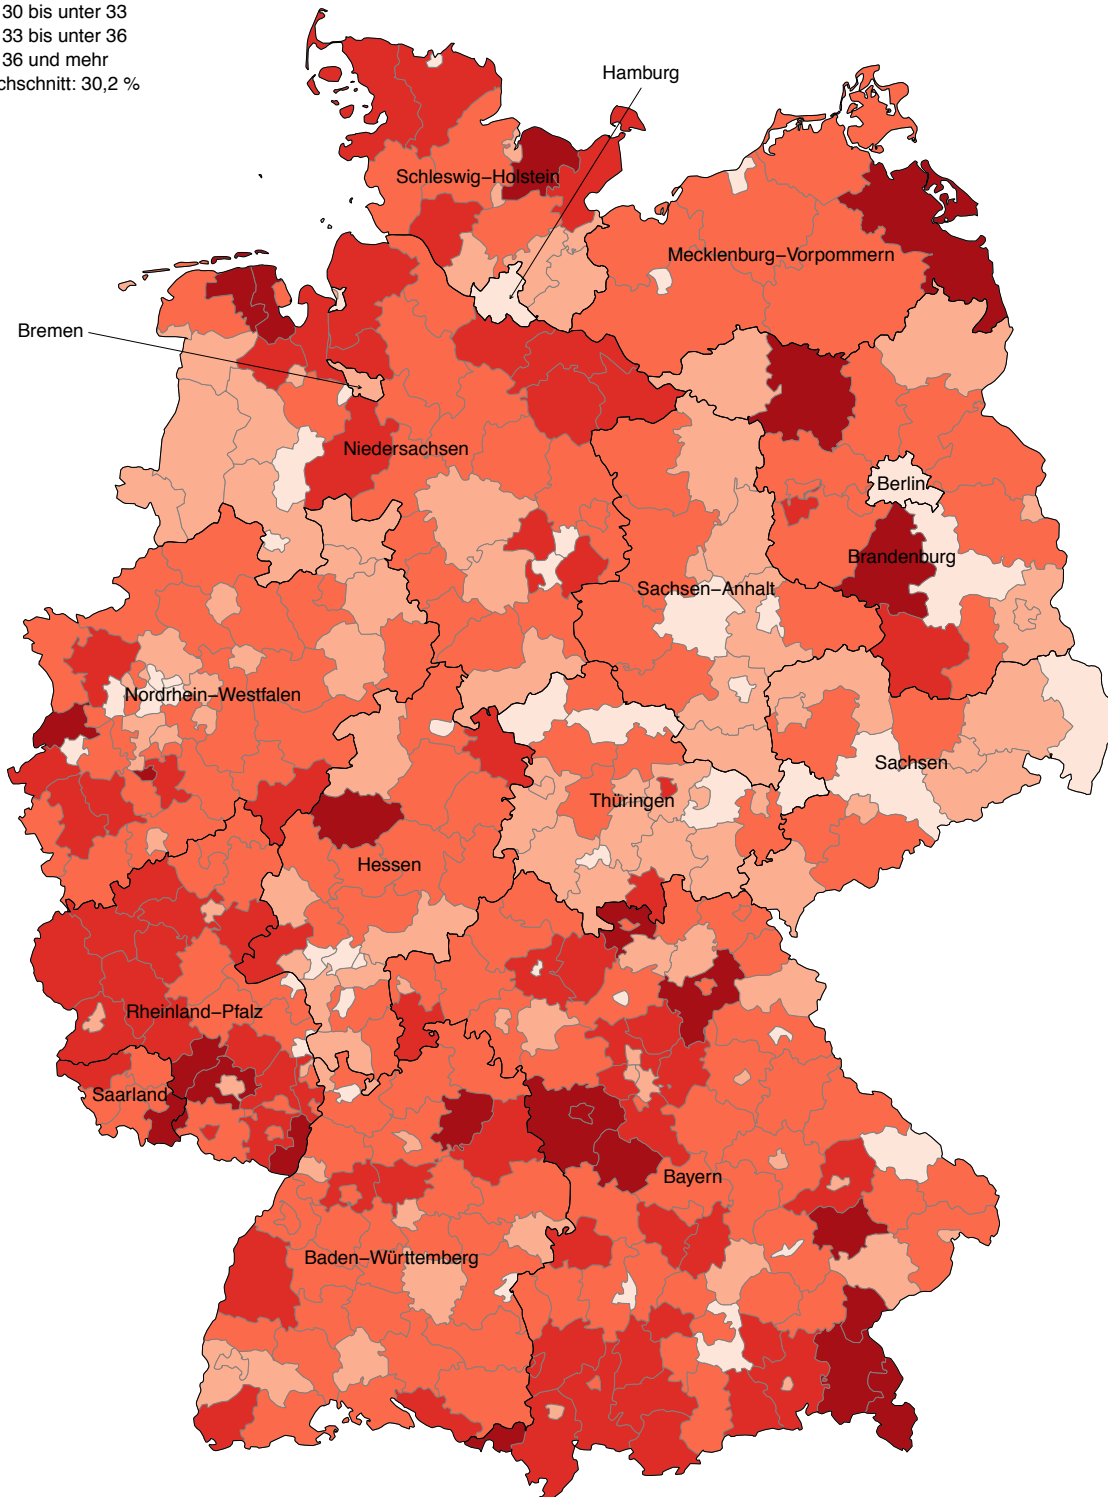 30 bis unter 33
33 bis unter 36
36 und mehr
chschnitt: 30,2 %
Hamburg
Schleswig−Holstein
Mecklenburg−Vorpommern
Bremen
Niedersachsen
Berlin
Brandenburg
Sachsen−Anhalt
Nordrhein−Westfalen
Sachsen
Thüringen
Hessen
Rheinland−Pfalz
Saarland
Bayern
Baden−Württemberg